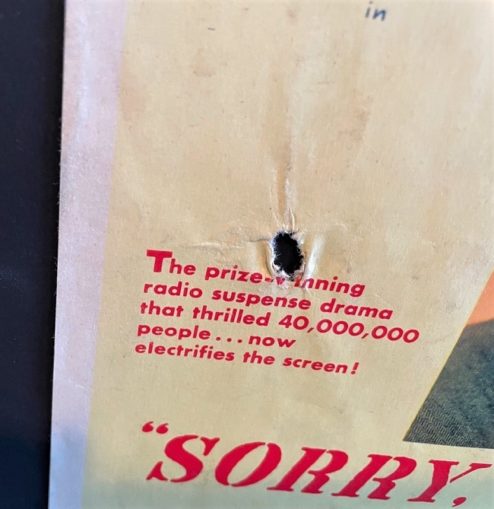 in
The prize-winning
radio suspense drama
that thrilled 40,000,000
people...now
electrifies the screen!
"SORRY,